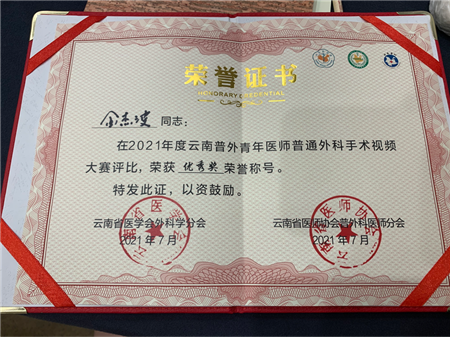 荣誉证书
HONORARY CREDENTIAL
同志：
在2021年度云南普外青年医师普通外科手术视频
大赛评比，荣获 优秀奖 荣誉称号。
特发此证，以资鼓励。
云南省医学会外科学分会 云南省医师协会普外科医师分会
2021年7月 2021年7月